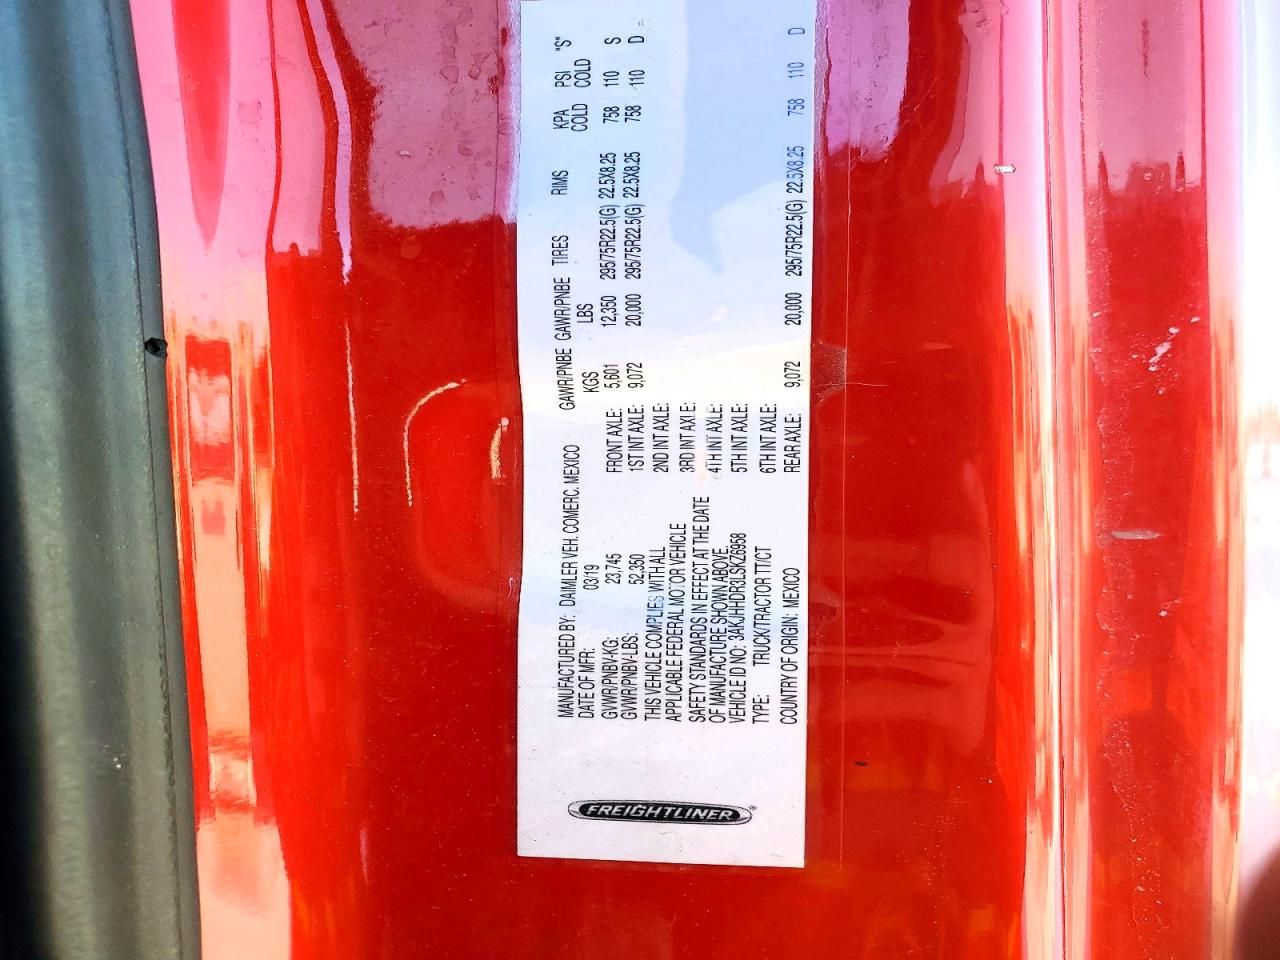 FREIGHTLINER®
MANUFACTURED BY: DAIMLER VEH. COMERC. MEXICO
DATE OF MFR: 03/19
GVWR/PNBV-KG: 23,745
GVWR/PNBV-LBS: 52,350
THIS VEHICLE COMPLIES WITH ALL
APPLICABLE FEDERAL MOTOR VEHICLE
SAFETY STANDARDS IN EFFECT AT THE DATE
OF MANUFACTURE SHOWN ABOVE.
VEHICLE ID NO: 3AKJHHDR3LSKZ6958
TYPE: TRUCK/TRACTOR TT/CT
COUNTRY OF ORIGIN: MEXICO
GAWR/PNBE GAWR/PNBE TIRES RIMS KPA PSI "S"
KGS LBS COLD COLD
FRONT AXLE: 5,601 12,350 295/75R22.5(G) 22.5X8.25 758 110 S
1ST INT AXLE: 9,072 20,000 295/75R22.5(G) 22.5X8.25 758 110 D
2ND INT AXLE:
3RD INT AXLE:
4TH INT AXLE:
5TH INT AXLE:
6TH INT AXLE:
REAR AXLE: 9,072 20,000 295/75R22.5(G) 22.5X8.25 758 110 D